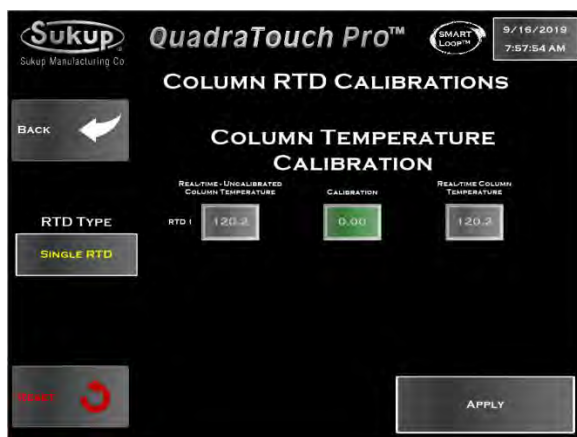 Sukup
Sukup Manufacturing Co
QuadraTouch Pro™
SMART
LOOP™
9/16/2019
7:57:54 AM
COLUMN RTD CALIBRATIONS
BACK
COLUMN TEMPERATURE
CALIBRATION
REAL-TIME - UNCALIBRATED
COLUMN TEMPERATURE
CALIBRATION
REAL-TIME COLUMN
TEMPERATURE
RTD TYPE
RTD 1
120.2
0.00
120.2
SINGLE RTD
RESET
APPLY